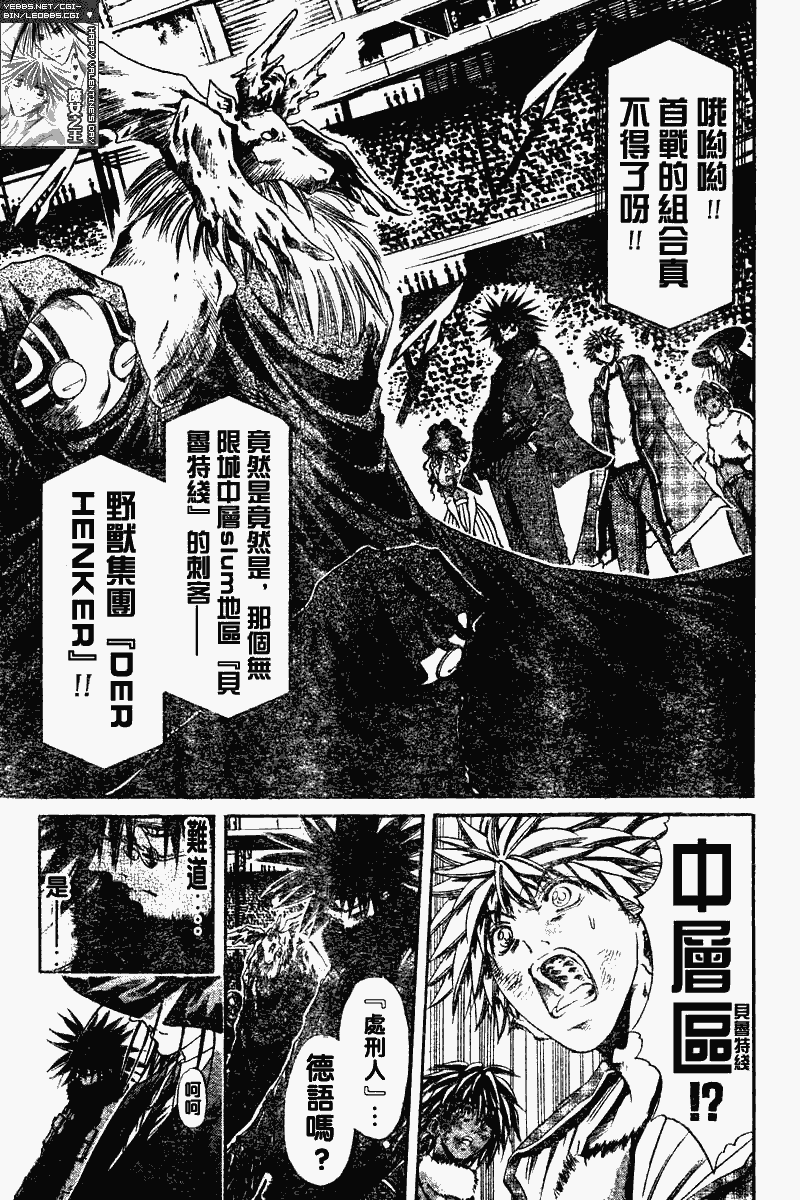 YEBBS.NET/CGI-
BIN/LEOBBS.CGI
HAPPY VALENTINE'S DAY
魔女之王
哦喲喲!!
首戰的組合真
不得了呀!!
竟然是竟然是，那個無
限城中層slum地區『貝
魯特綫』的刺客——
野獸集團『DER
HENKER』!!
中層區!?
貝魯特綫
『處刑人』…
德語嗎？
難道…。
是——
呵呵